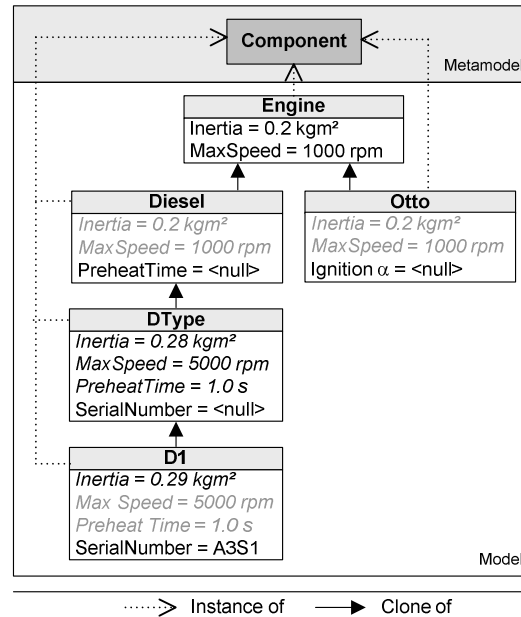 Component
Metamodel
Engine
Inertia = 0.2 kgm²
MaxSpeed = 1000 rpm
Diesel
Inertia = 0.2 kgm²
MaxSpeed = 1000 rpm
PreheatTime = <null>
Otto
Inertia = 0.2 kgm²
MaxSpeed = 1000 rpm
Ignition α = <null>
DType
Inertia = 0.28 kgm²
MaxSpeed = 5000 rpm
PreheatTime = 1.0 s
SerialNumber = <null>
D1
Inertia = 0.29 kgm²
Max Speed = 5000 rpm
Preheat Time = 1.0 s
SerialNumber = A3S1
Model
Instance of
Clone of